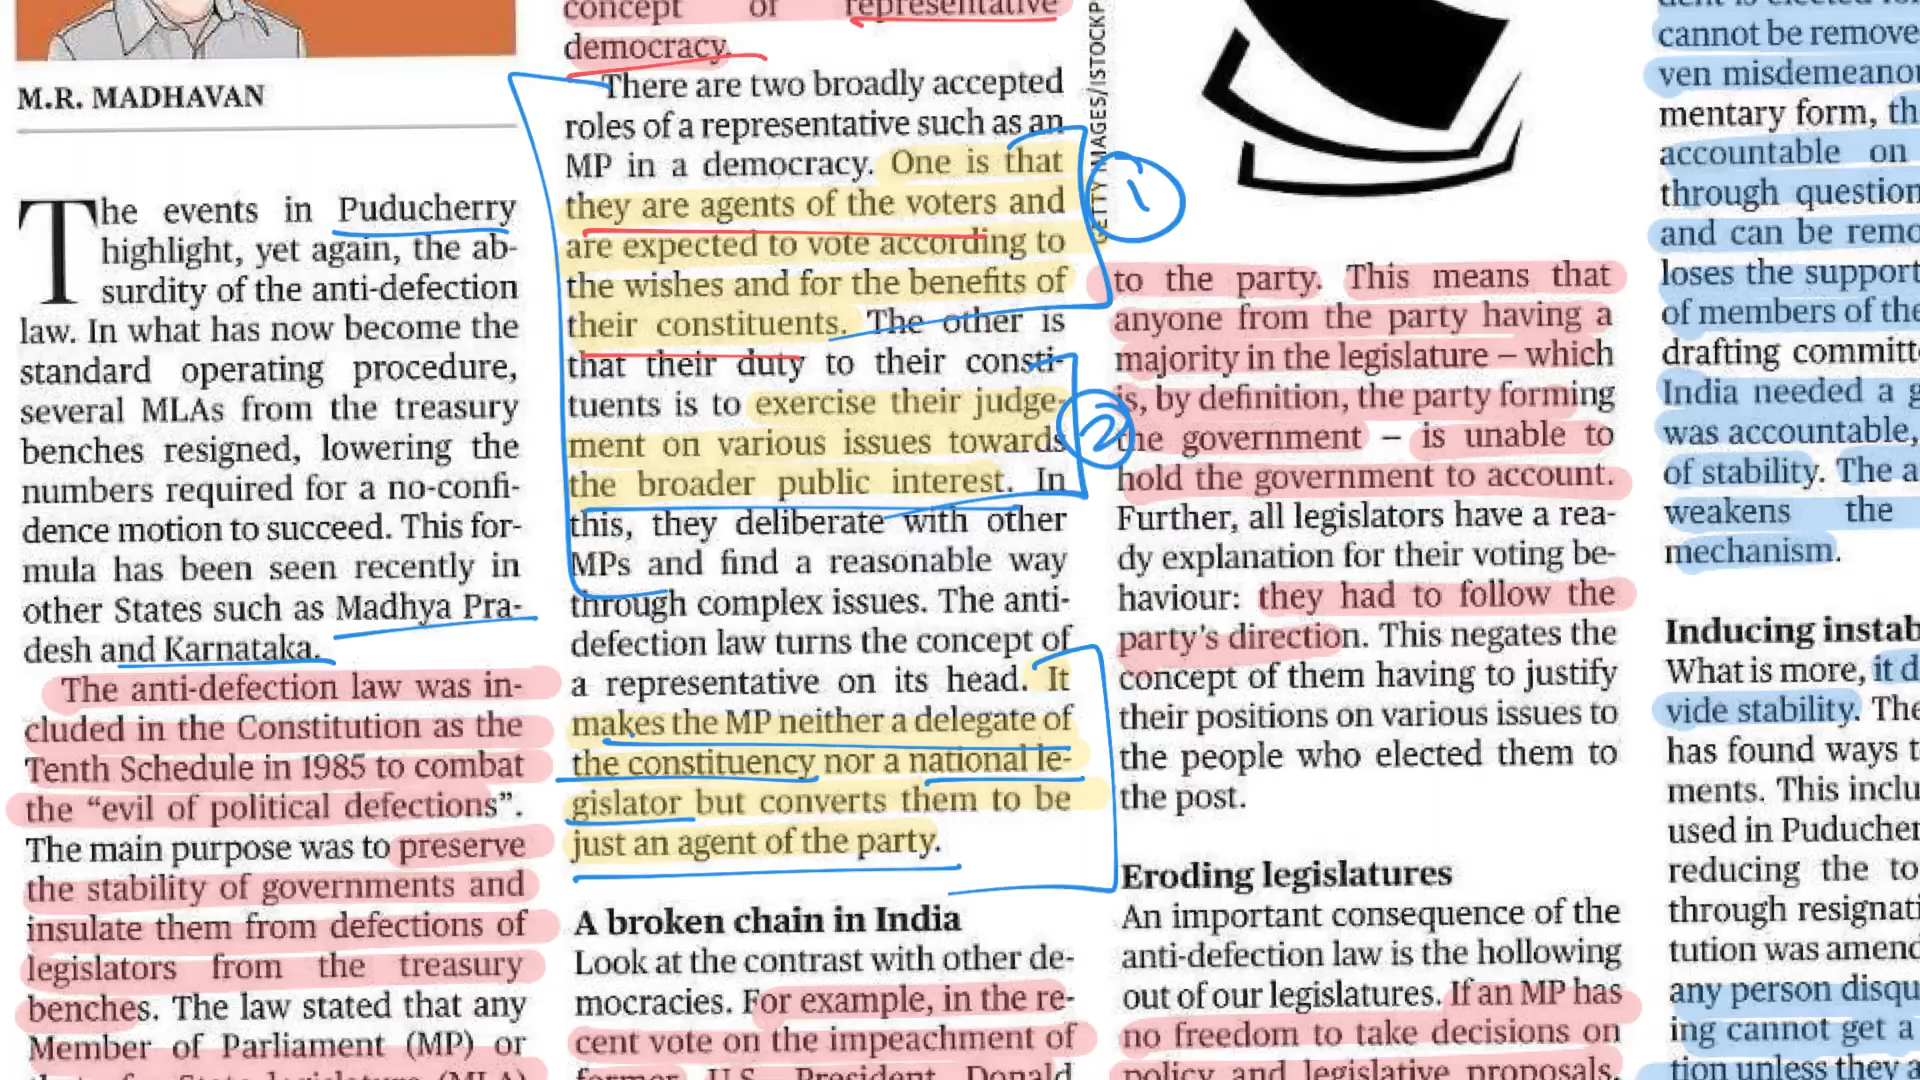 M.R. MADHAVAN
The events in Puducherry
highlight, yet again, the ab-
surdity of the anti-defection
law. In what has now become the
standard operating procedure,
several MLAs from the treasury
benches resigned, lowering the
numbers required for a no-confi-
dence motion to succeed. This for-
mula has been seen recently in
other States such as Madhya Pra-
desh and Karnataka.
The anti-defection law was in-
cluded in the Constitution as the
Tenth Schedule in 1985 to combat
the “evil of political defections”.
The main purpose was to preserve
the stability of governments and
insulate them from defections of
legislators from the treasury
benches. The law stated that any
Member of Parliament (MP) or
concept of representative
democracy.
There are two broadly accepted
roles of a representative such as an
MP in a democracy. One is that
they are agents of the voters and
are expected to vote according to
the wishes and for the benefits of
their constituents. The other is
that their duty to their consti-
tuents is to exercise their judge-
ment on various issues towards
the broader public interest. In
this, they deliberate with other
MPs and find a reasonable way
through complex issues. The anti-
defection law turns the concept of
a representative on its head. It
makes the MP neither a delegate of
the constituency nor a national le-
gislator but converts them to be
just an agent of the party.
A broken chain in India
Look at the contrast with other de-
mocracies. For example, in the re-
cent vote on the impeachment of
former U.S. President Donald
1
2
GETTY IMAGES/ISTOCKP
to the party. This means that
anyone from the party having a
majority in the legislature – which
is, by definition, the party forming
the government – is unable to
hold the government to account.
Further, all legislators have a rea-
dy explanation for their voting be-
haviour: they had to follow the
party’s direction. This negates the
concept of them having to justify
their positions on various issues to
the people who elected them to
the post.
Eroding legislatures
An important consequence of the
anti-defection law is the hollowing
out of our legislatures. If an MP has
no freedom to take decisions on
policy and legislative proposals,
cannot be remove
ven misdemeano
mentary form, th
accountable on
through question
and can be remo
loses the support
of members of the
drafting committ
India needed a g
was accountable,
of stability. The a
weakens the
mechanism.
Inducing instab
What is more, it d
vide stability. The
has found ways t
ments. This inclu
used in Puducher
reducing the to
through resignati
tution was amend
any person disqu
ing cannot get a
tion unless they a